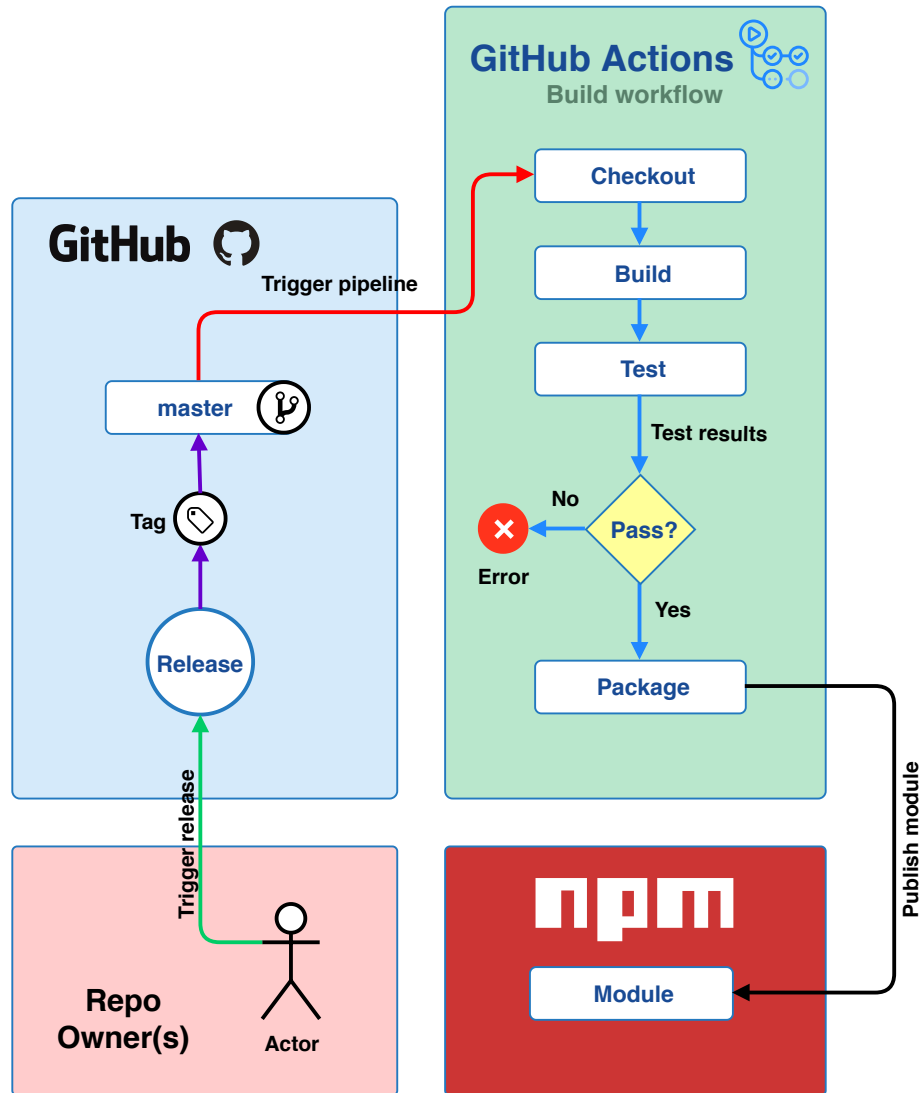 GitHub Actions
Build workflow
Checkout
GitHub
Trigger pipeline
Build
Test
master
Test results
No
Tag
Pass?
Error
Yes
Release
Package
Trigger release
Publish module
npm
Module
Repo
Owner(s)
Actor